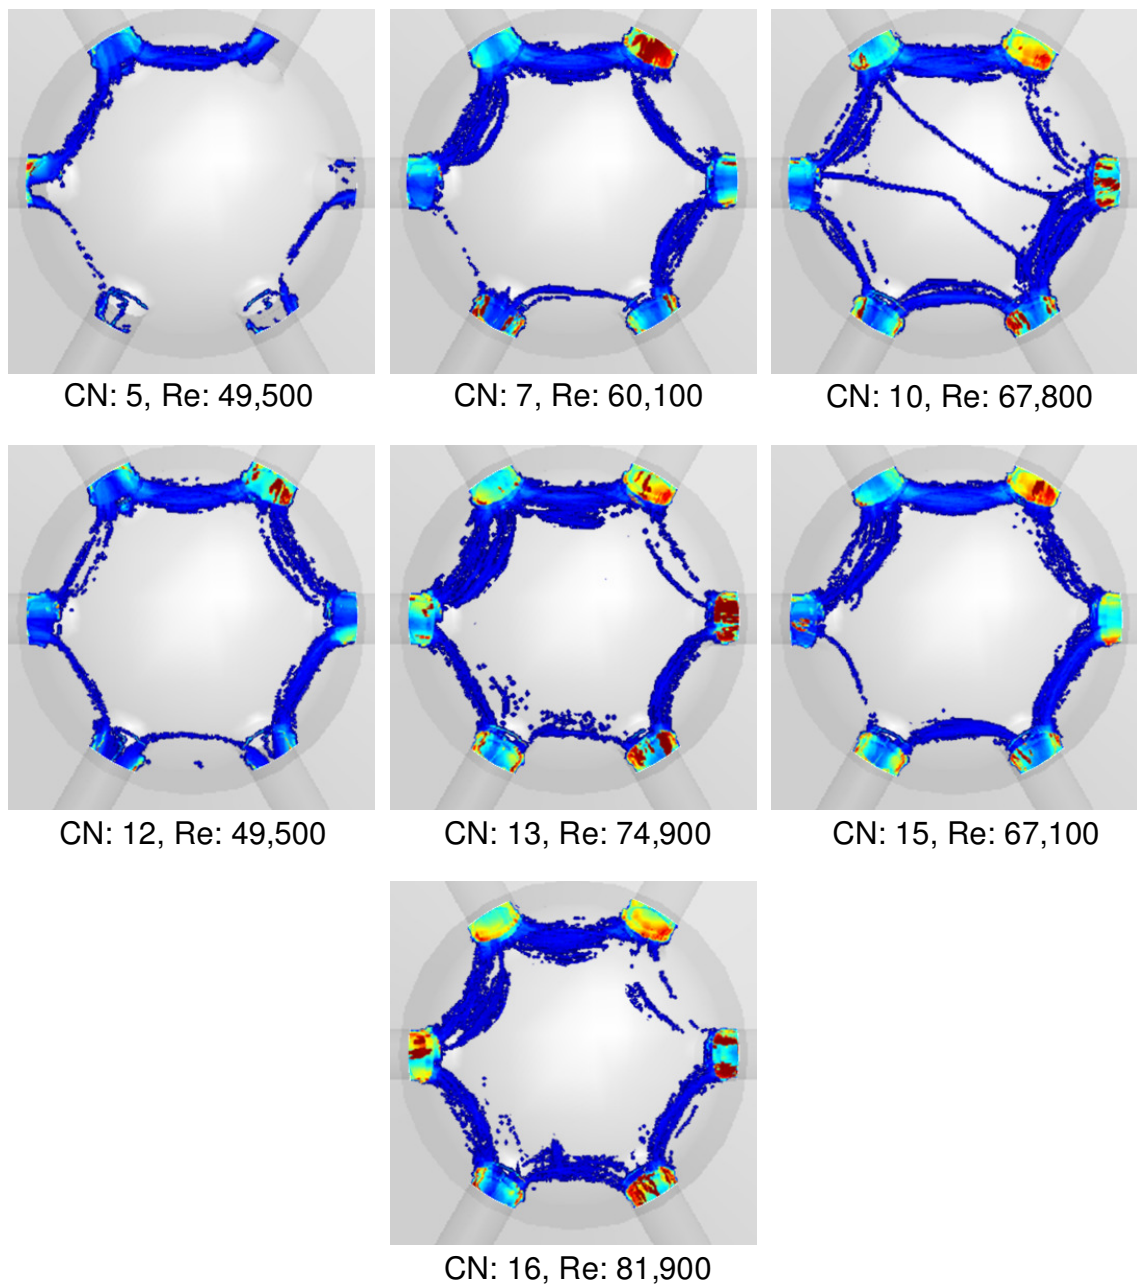 CN: 5, Re: 49,500
CN: 7, Re: 60,100
CN: 10, Re: 67,800
CN: 12, Re: 49,500
CN: 13, Re: 74,900
CN: 15, Re: 67,100
CN: 16, Re: 81,900